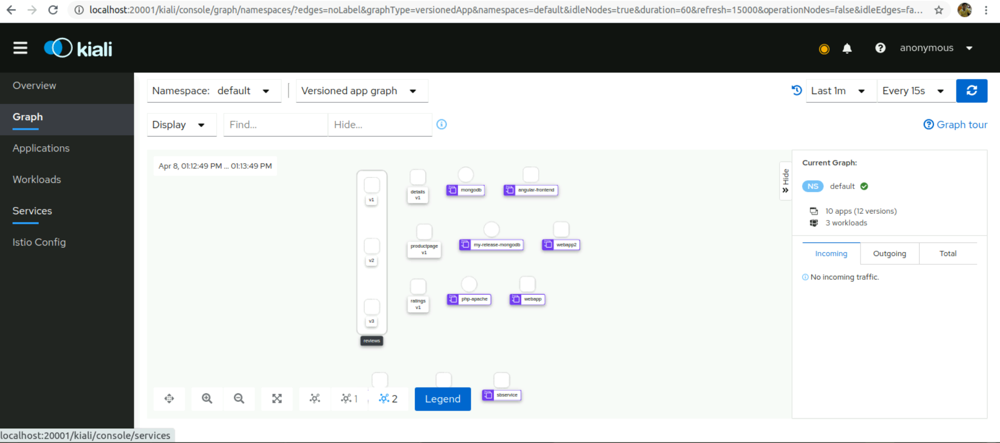 localhost:20001/kiali/console/graph/namespaces/?edges=noLabel&graphType=versionedApp&namespaces=default&idleNodes=true&duration=60&refresh=15000&operationNodes=false&idleEdges=fa...
kiali
anonymous
Overview
Graph
Applications
Workloads
Services
Istio Config
Namespace: default
Versioned app graph
Last 1m
Every 15s
Display
Find...
Hide...
Graph tour
Apr 8, 01:12:49 PM ... 01:13:49 PM
v1
v2
v3
reviews
details
v1
mongodb
angular-frontend
productpage
v1
my-release-mongodb
webapp2
ratings
v1
php-apache
webapp
sbservice
1
2
Legend
Hide
Current Graph:
NS default
10 apps (12 versions)
3 workloads
Incoming
Outgoing
Total
No incoming traffic.
localhost:20001/kiali/console/services